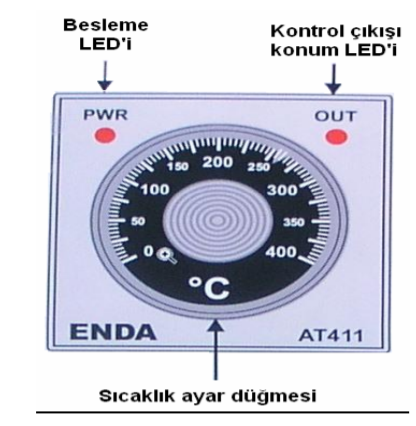 Besleme
LED'i
Kontrol çıkışı
konum LED'i
PWR
OUT
0
50
100
150
200
250
300
350
400
°C
ENDA
AT411
Sıcaklık ayar düğmesi